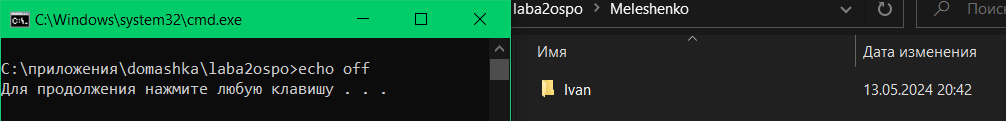 C:\Windows\system32\cmd.exe
C:\приложения\domashka\laba2ospo>echo off
Для продолжения нажмите любую клавишу . . .
laba2ospo > Meleshenko
Имя
Дата изменения
Ivan
13.05.2024 20:42